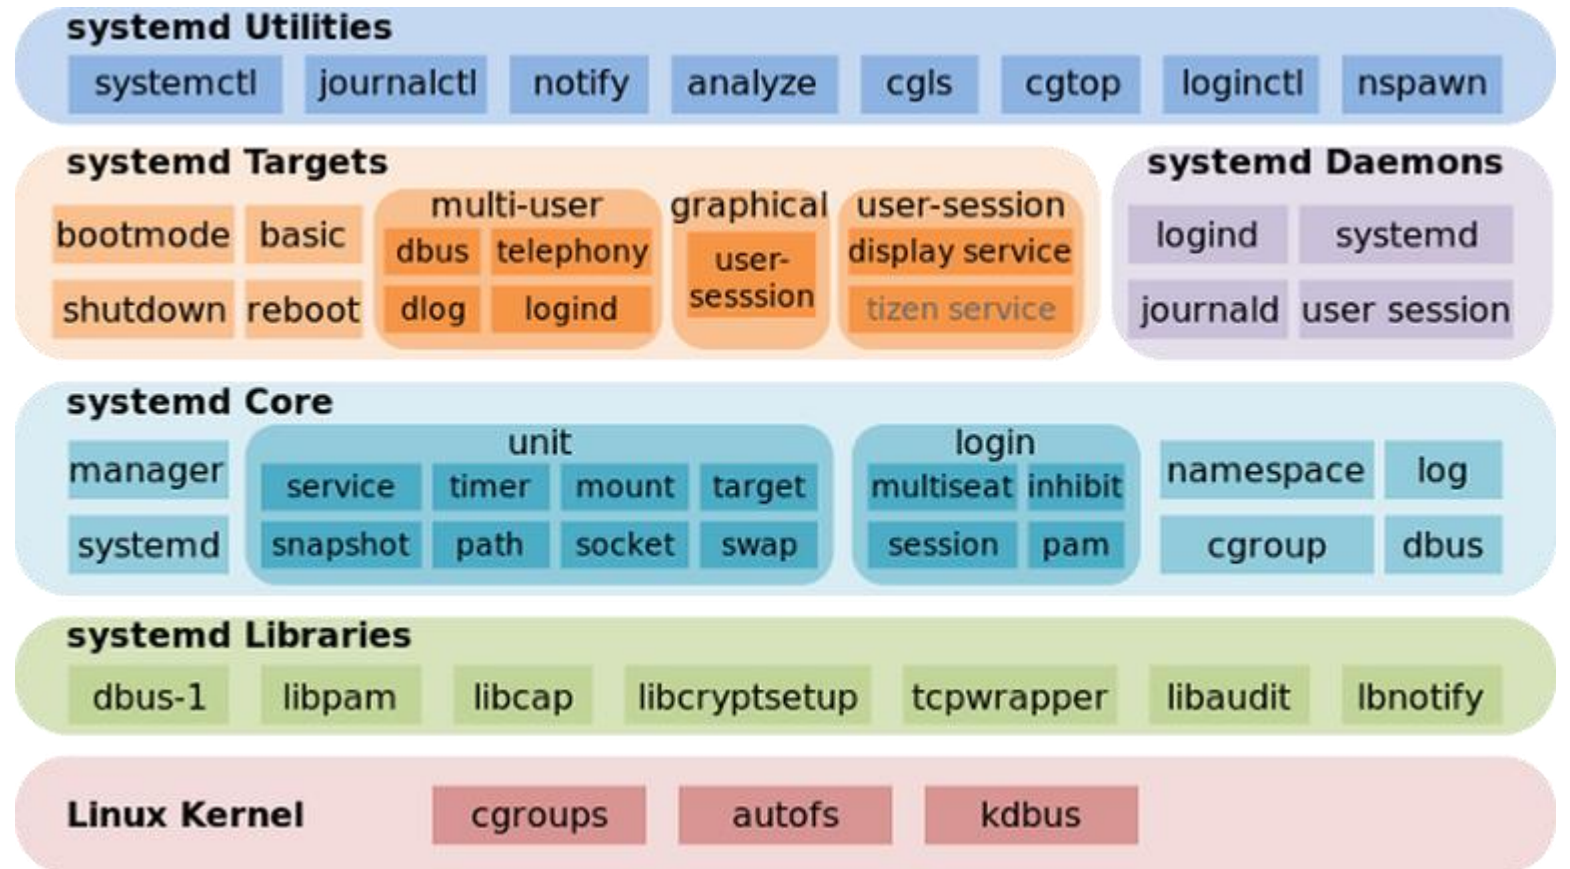 systemd Utilities
systemctl journalctl notify analyze cgls cgtop loginctl nspawn
systemd Targets
bootmode basic
shutdown reboot
multi-user
dbus telephony
dlog logind
graphical
user-
sesssion
user-session
display service
tizen service
systemd Daemons
logind systemd
journald user session
systemd Core
manager
systemd
unit
service timer mount target
snapshot path socket swap
login
multiseat inhibit
session pam
namespace log
cgroup dbus
systemd Libraries
dbus-1 libpam libcap libcryptsetup tcpwrapper libaudit lbnotify
Linux Kernel cgroups autofs kdbus